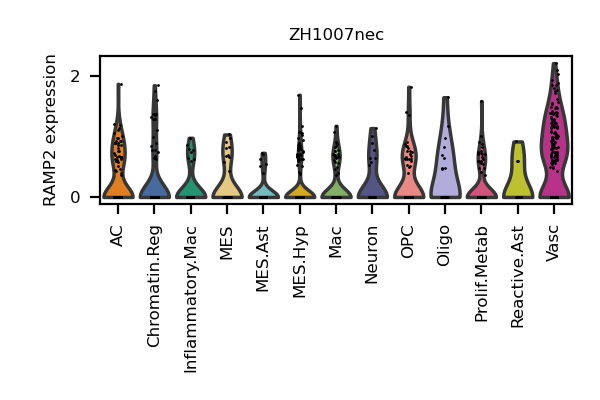 ZH1007nec
RAMP2 expression
2
0
AC
Chromatin.Reg
Inflammatory.Mac
MES
MES.Ast
MES.Hyp
Mac
Neuron
OPC
Oligo
Prolif.Metab
Reactive.Ast
Vasc